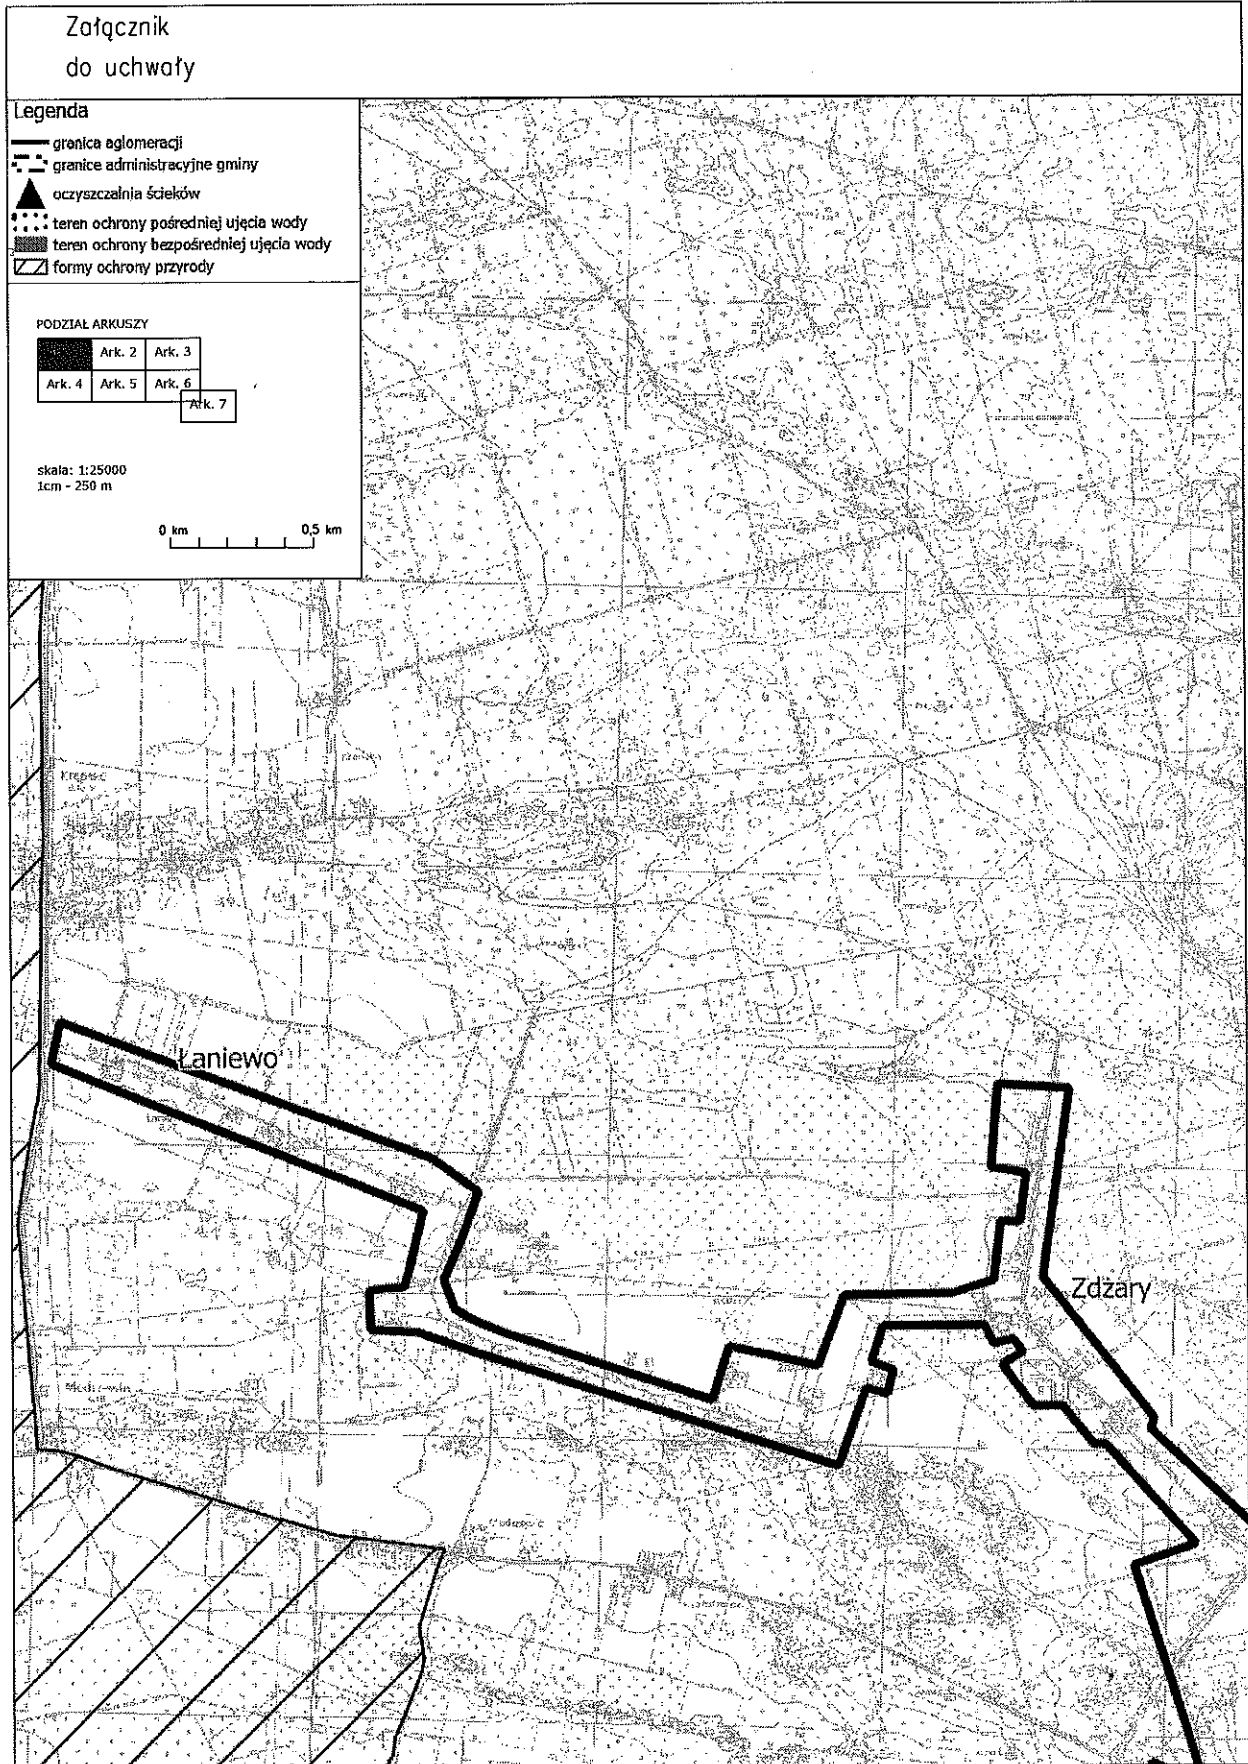 Załącznik
do uchwały
Legenda
granica aglomeracji
granice administracyjne gminy
oczyszczalnia ścieków
teren ochrony pośredniej ujęcia wody
teren ochrony bezpośredniej ujęcia wody
formy ochrony przyrody
PODZIAŁ ARKUSZY
Ark. 2 Ark. 3
Ark. 4 Ark. 5 Ark. 6
Ark. 7
skala: 1:25000
1cm - 250 m
0 km 0,5 km
Łaniewo
Zdżary